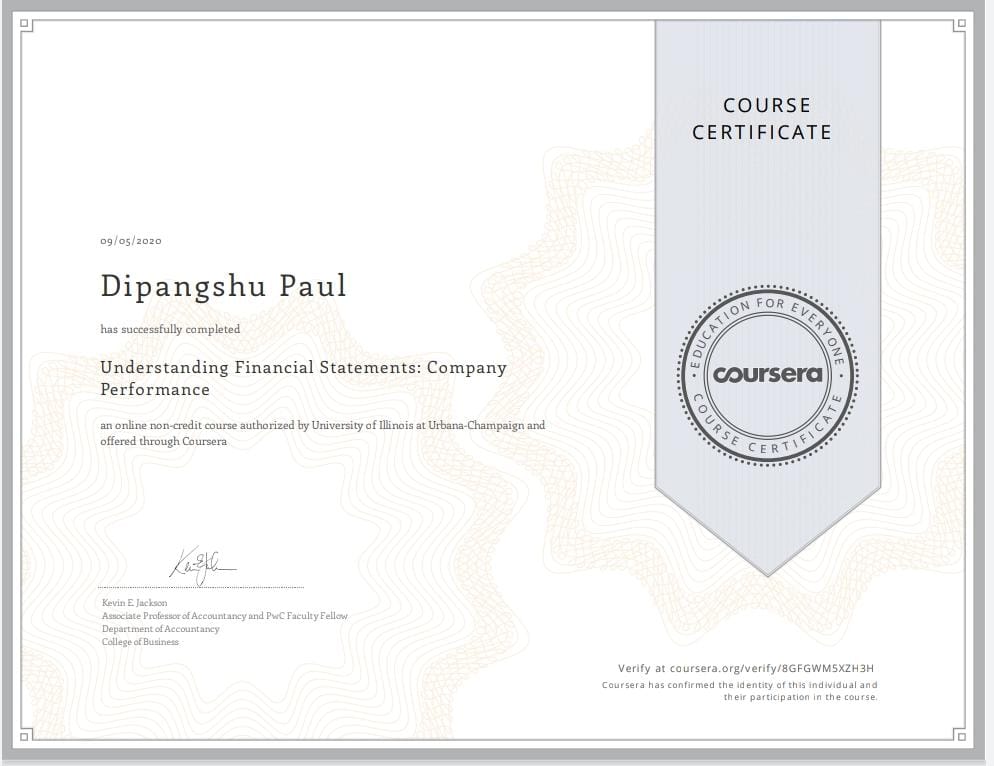 COURSE
CERTIFICATE
09/05/2020
Dipangshu Paul
has successfully completed
Understanding Financial Statements: Company
Performance
an online non-credit course authorized by University of Illinois at Urbana-Champaign and
offered through Coursera
EDUCATION FOR EVERYONE
coursera
COURSE CERTIFICATE
Kevin E. Jackson
Associate Professor of Accountancy and PwC Faculty Fellow
Department of Accountancy
College of Business
Verify at coursera.org/verify/8GFGWM5XZH3H
Coursera has confirmed the identity of this individual and
their participation in the course.